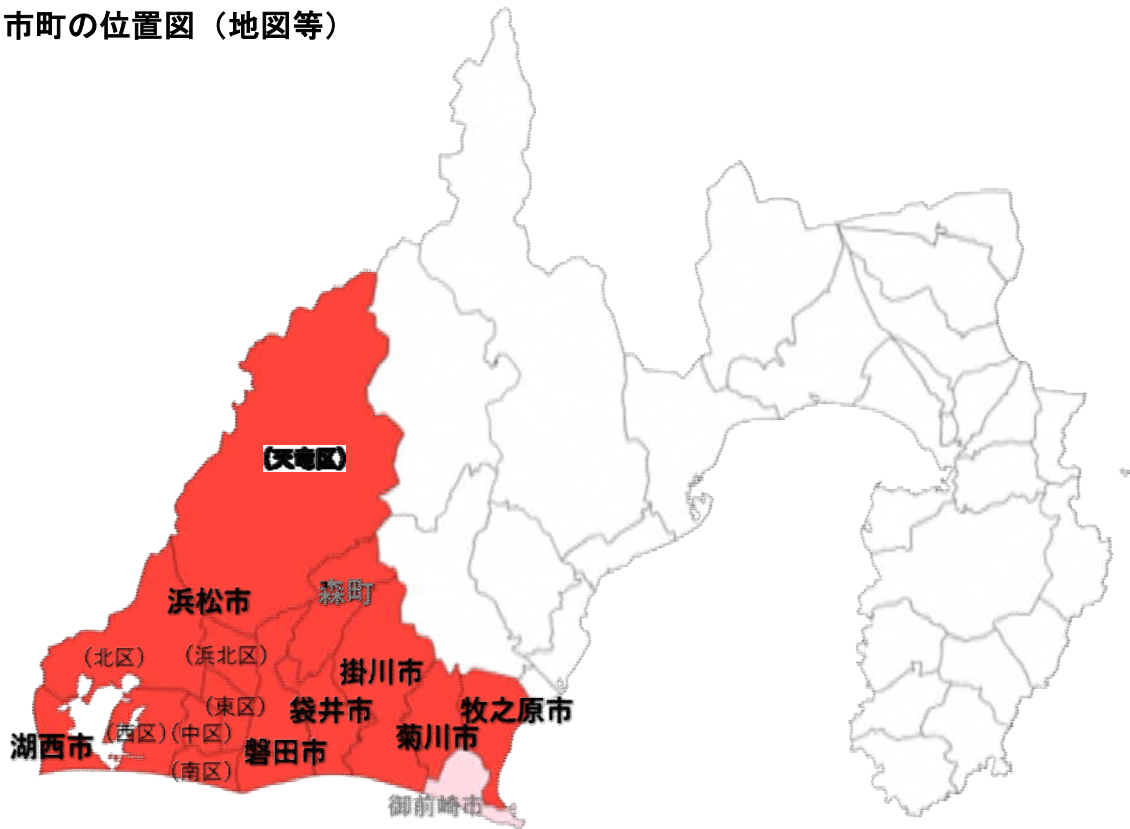 市町の位置図（地図等）
（天竜区）
森町
浜松市
（北区）
（浜北区）
掛川市
（東区）
袋井市
牧之原市
湖西市
（西区）
（中区）
菊川市
磐田市
（南区）
御前崎市